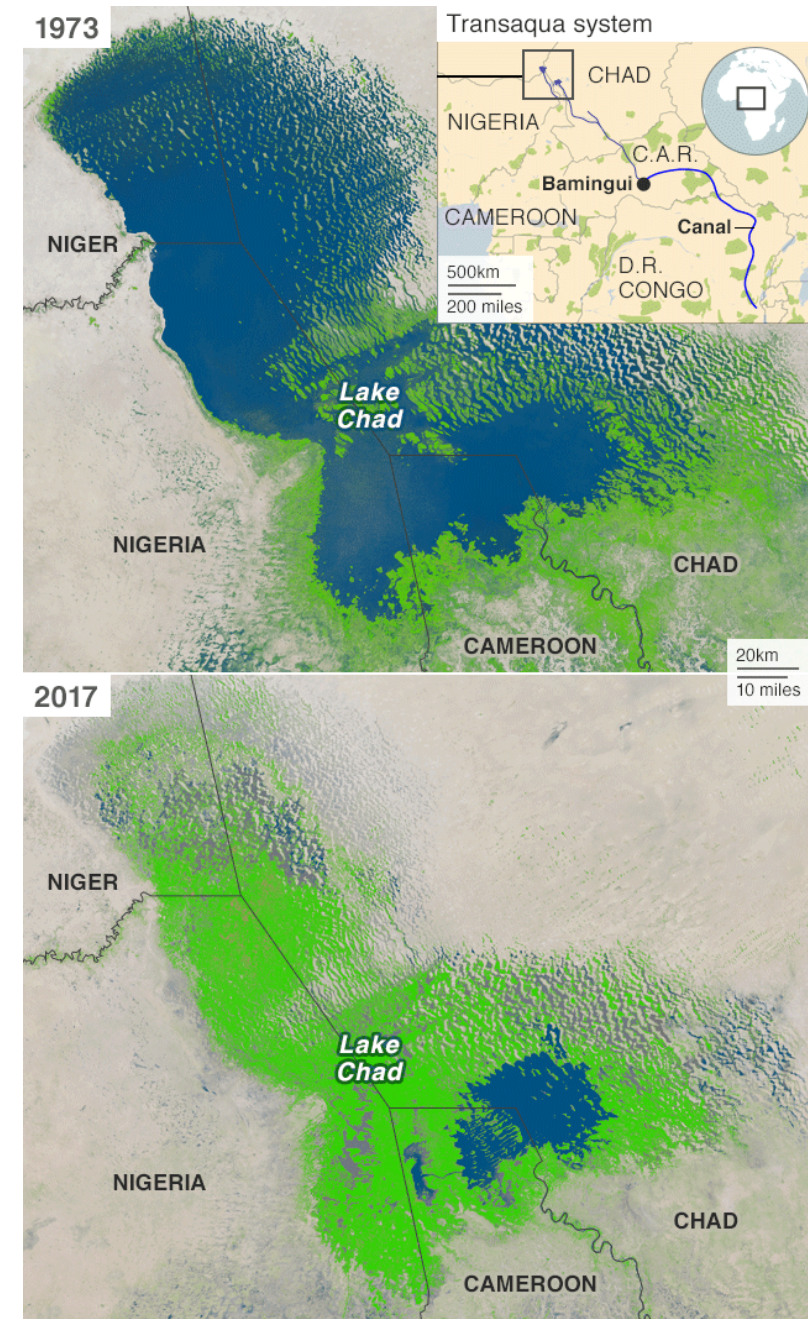 1973
Transaqua system
CHAD
NIGERIA
C.A.R.
Bamingui
CAMEROON
Canal
D.R.
CONGO
500km
200 miles
NIGER
Lake
Chad
NIGERIA
CHAD
CAMEROON
20km
10 miles
2017
NIGER
Lake
Chad
NIGERIA
CHAD
CAMEROON